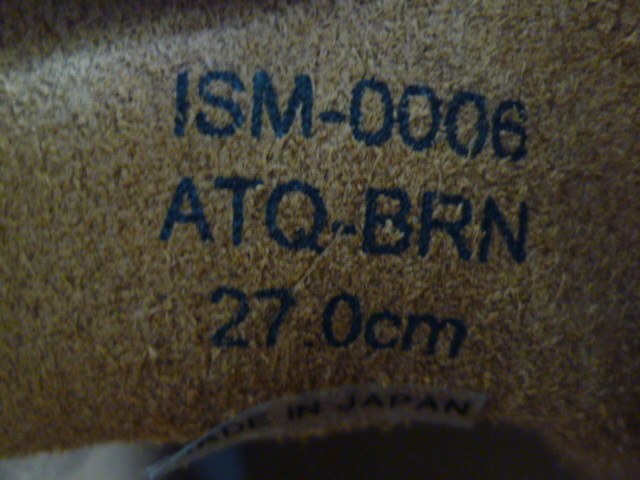 ISM-0006
ATQ-BRN
27.0cm
MADE IN JAPAN